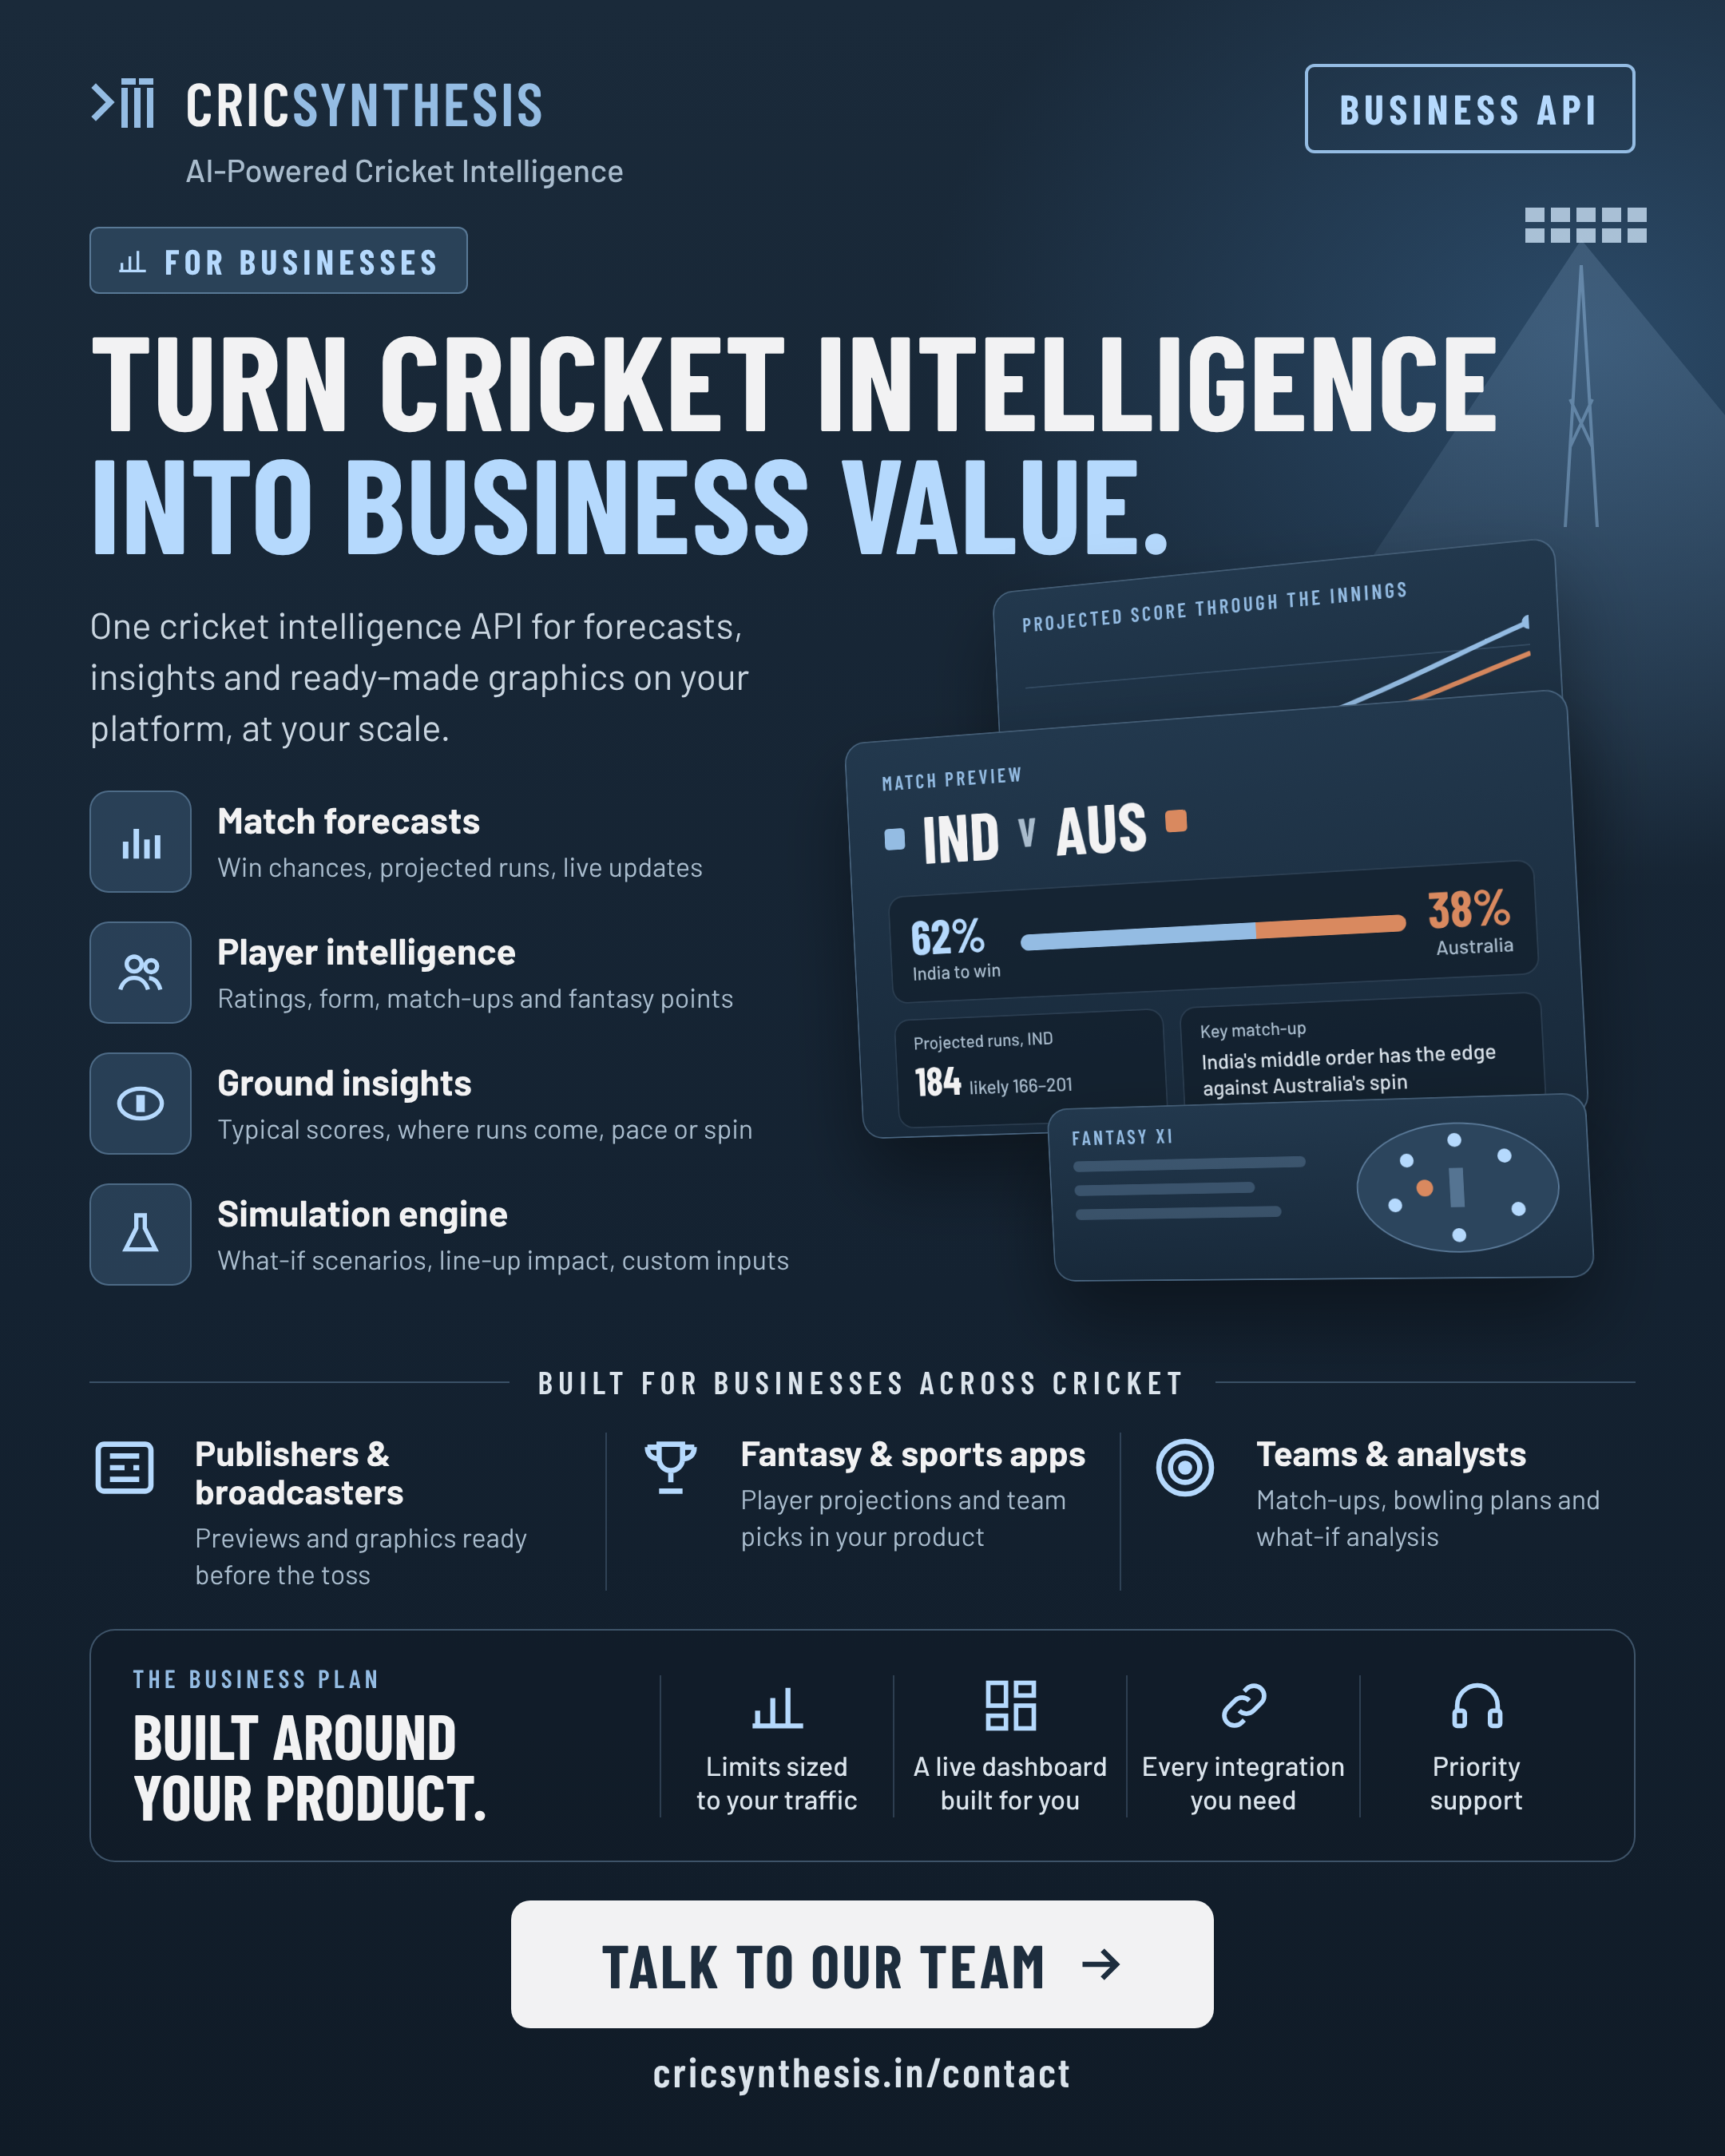 CRICSYNTHESIS
AI-Powered Cricket Intelligence
BUSINESS API
FOR BUSINESSES
TURN CRICKET INTELLIGENCE
INTO BUSINESS VALUE.
One cricket intelligence API for forecasts,
insights and ready-made graphics on your
platform, at your scale.
Match forecasts
Win chances, projected runs, live updates
Player intelligence
Ratings, form, match-ups and fantasy points
Ground insights
Typical scores, where runs come, pace or spin
Simulation engine
What-if scenarios, line-up impact, custom inputs
PROJECTED SCORE THROUGH THE INNINGS
MATCH PREVIEW
IND V AUS
62%
India to win
38%
Australia
Projected runs, IND
184 likely 166–201
Key match-up
India's middle order has the edge
against Australia's spin
FANTASY XI
BUILT FOR BUSINESSES ACROSS CRICKET
Publishers &
broadcasters
Previews and graphics ready
before the toss
Fantasy & sports apps
Player projections and team
picks in your product
Teams & analysts
Match-ups, bowling plans and
what-if analysis
THE BUSINESS PLAN
BUILT AROUND
YOUR PRODUCT.
Limits sized
to your traffic
A live dashboard
built for you
Every integration
you need
Priority
support
TALK TO OUR TEAM →
cricsynthesis.in/contact